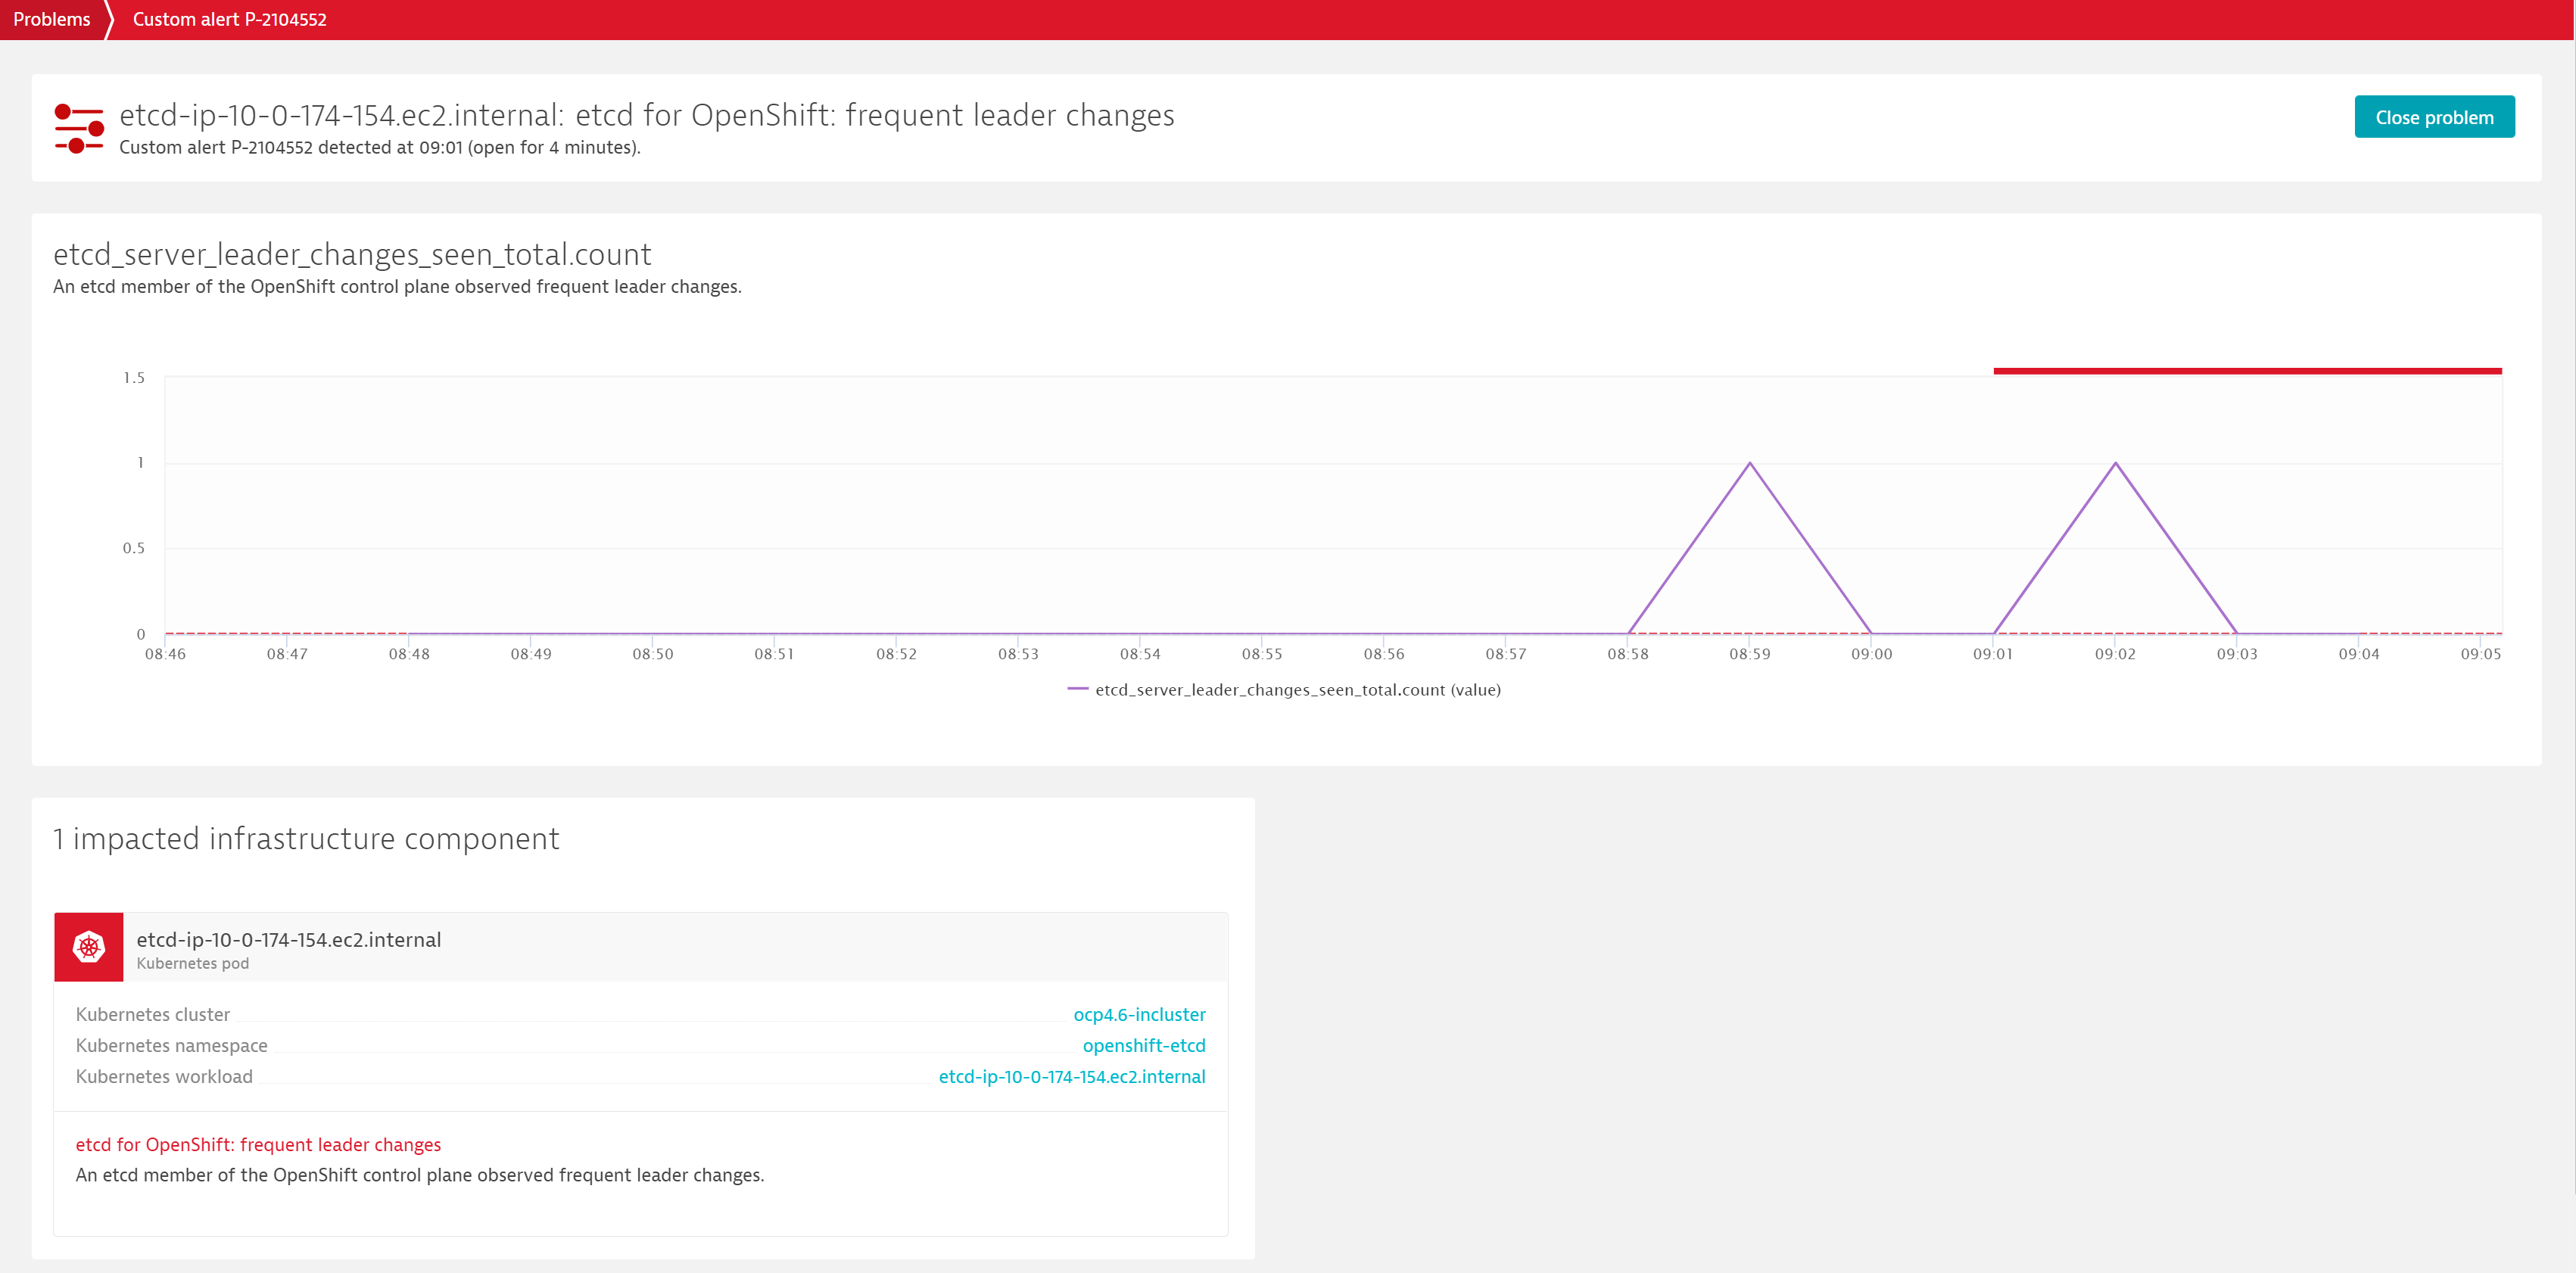 Problems
Custom alert P-2104552
etcd-ip-10-0-174-154.ec2.internal: etcd for OpenShift: frequent leader changes
Custom alert P-2104552 detected at 09:01 (open for 4 minutes).
Close problem
etcd_server_leader_changes_seen_total.count
An etcd member of the OpenShift control plane observed frequent leader changes.
1.5
1
0.5
0
08:46 08:47 08:48 08:49 08:50 08:51 08:52 08:53 08:54 08:55 08:56 08:57 08:58 08:59 09:00 09:01 09:02 09:03 09:04 09:05
etcd_server_leader_changes_seen_total.count (value)
1 impacted infrastructure component
etcd-ip-10-0-174-154.ec2.internal
Kubernetes pod
Kubernetes cluster ocp4.6-incluster
Kubernetes namespace openshift-etcd
Kubernetes workload etcd-ip-10-0-174-154.ec2.internal
etcd for OpenShift: frequent leader changes
An etcd member of the OpenShift control plane observed frequent leader changes.